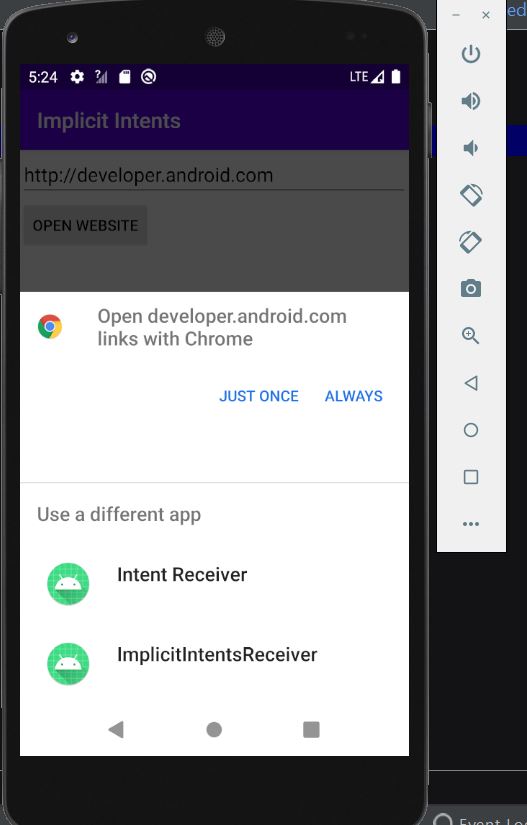 ed
5:24
LTE
Implicit Intents
http://developer.android.com
OPEN WEBSITE
Open developer.android.com
links with Chrome
JUST ONCE
ALWAYS
Use a different app
Intent Receiver
ImplicitIntentsReceiver
Event Lo